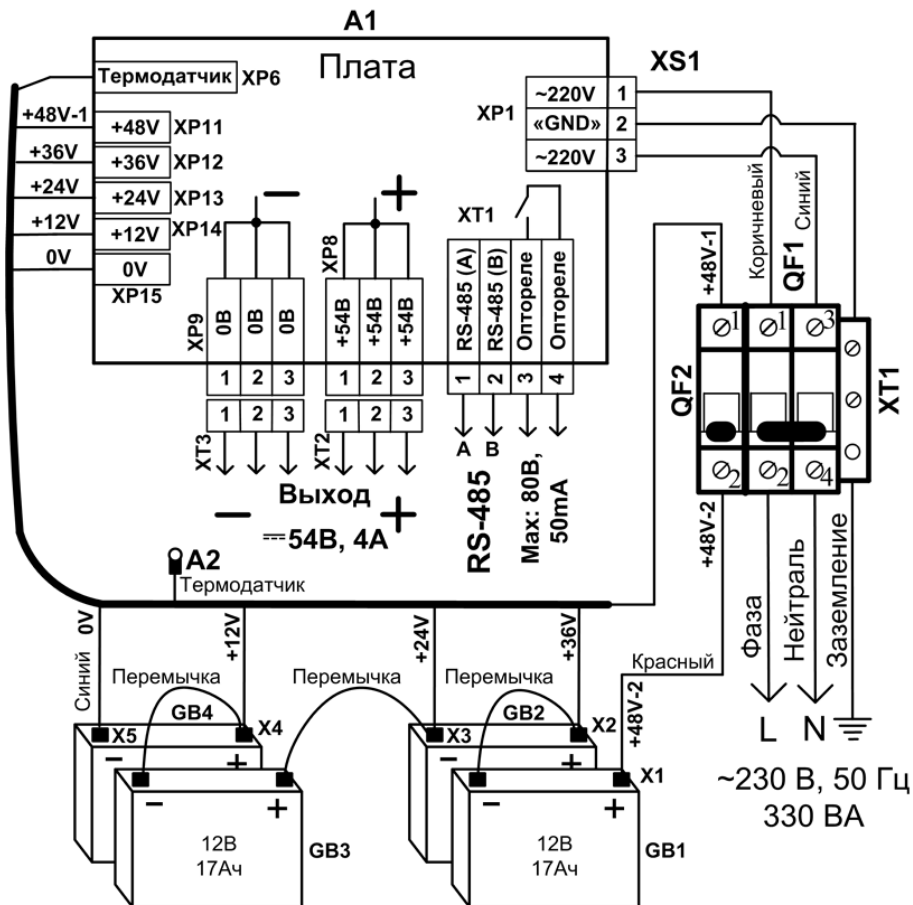 A1
Плата
XS1
Термодатчик XP6
+48V-1
+48V XP11
+36V
+36V XP12
+24V
+24V XP13
+12V
+12V XP14
0V
0V
XP15
XP1
~220V 1
«GND» 2
~220V 3
Коричневый
Синий
QF1
– +
XP9
0В 0В 0В
1 2 3
1 2 3
XT3
XP8
+54В +54В +54В
1 2 3
1 2 3
XT2
XT1
RS-485 (A)
RS-485 (B)
Оптореле
Оптореле
1 2 3 4
A B
RS-485
Max: 80В,
50mA
Выход
– +
⎓54В, 4А
+48V-1
QF2
1 1 3
2 2 4
XT1
+48V-2
Фаза
Нейтраль
Заземление
L N
~230 В, 50 Гц
330 ВА
A2
Термодатчик
0V
Синий
+12V
+24V
+36V
Красный
+48V-2
Перемычка
Перемычка
Перемычка
X5
GB4
X4
X3
GB2
X2
– +
– +
X1
– +
– +
12В
17Ач
GB3
12В
17Ач
GB1